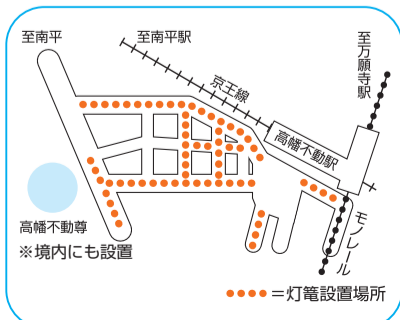 至南平
至南平駅
至万願寺駅
京王線
高幡不動駅
高幡不動尊
※境内にも設置
モノレール
=灯篭設置場所